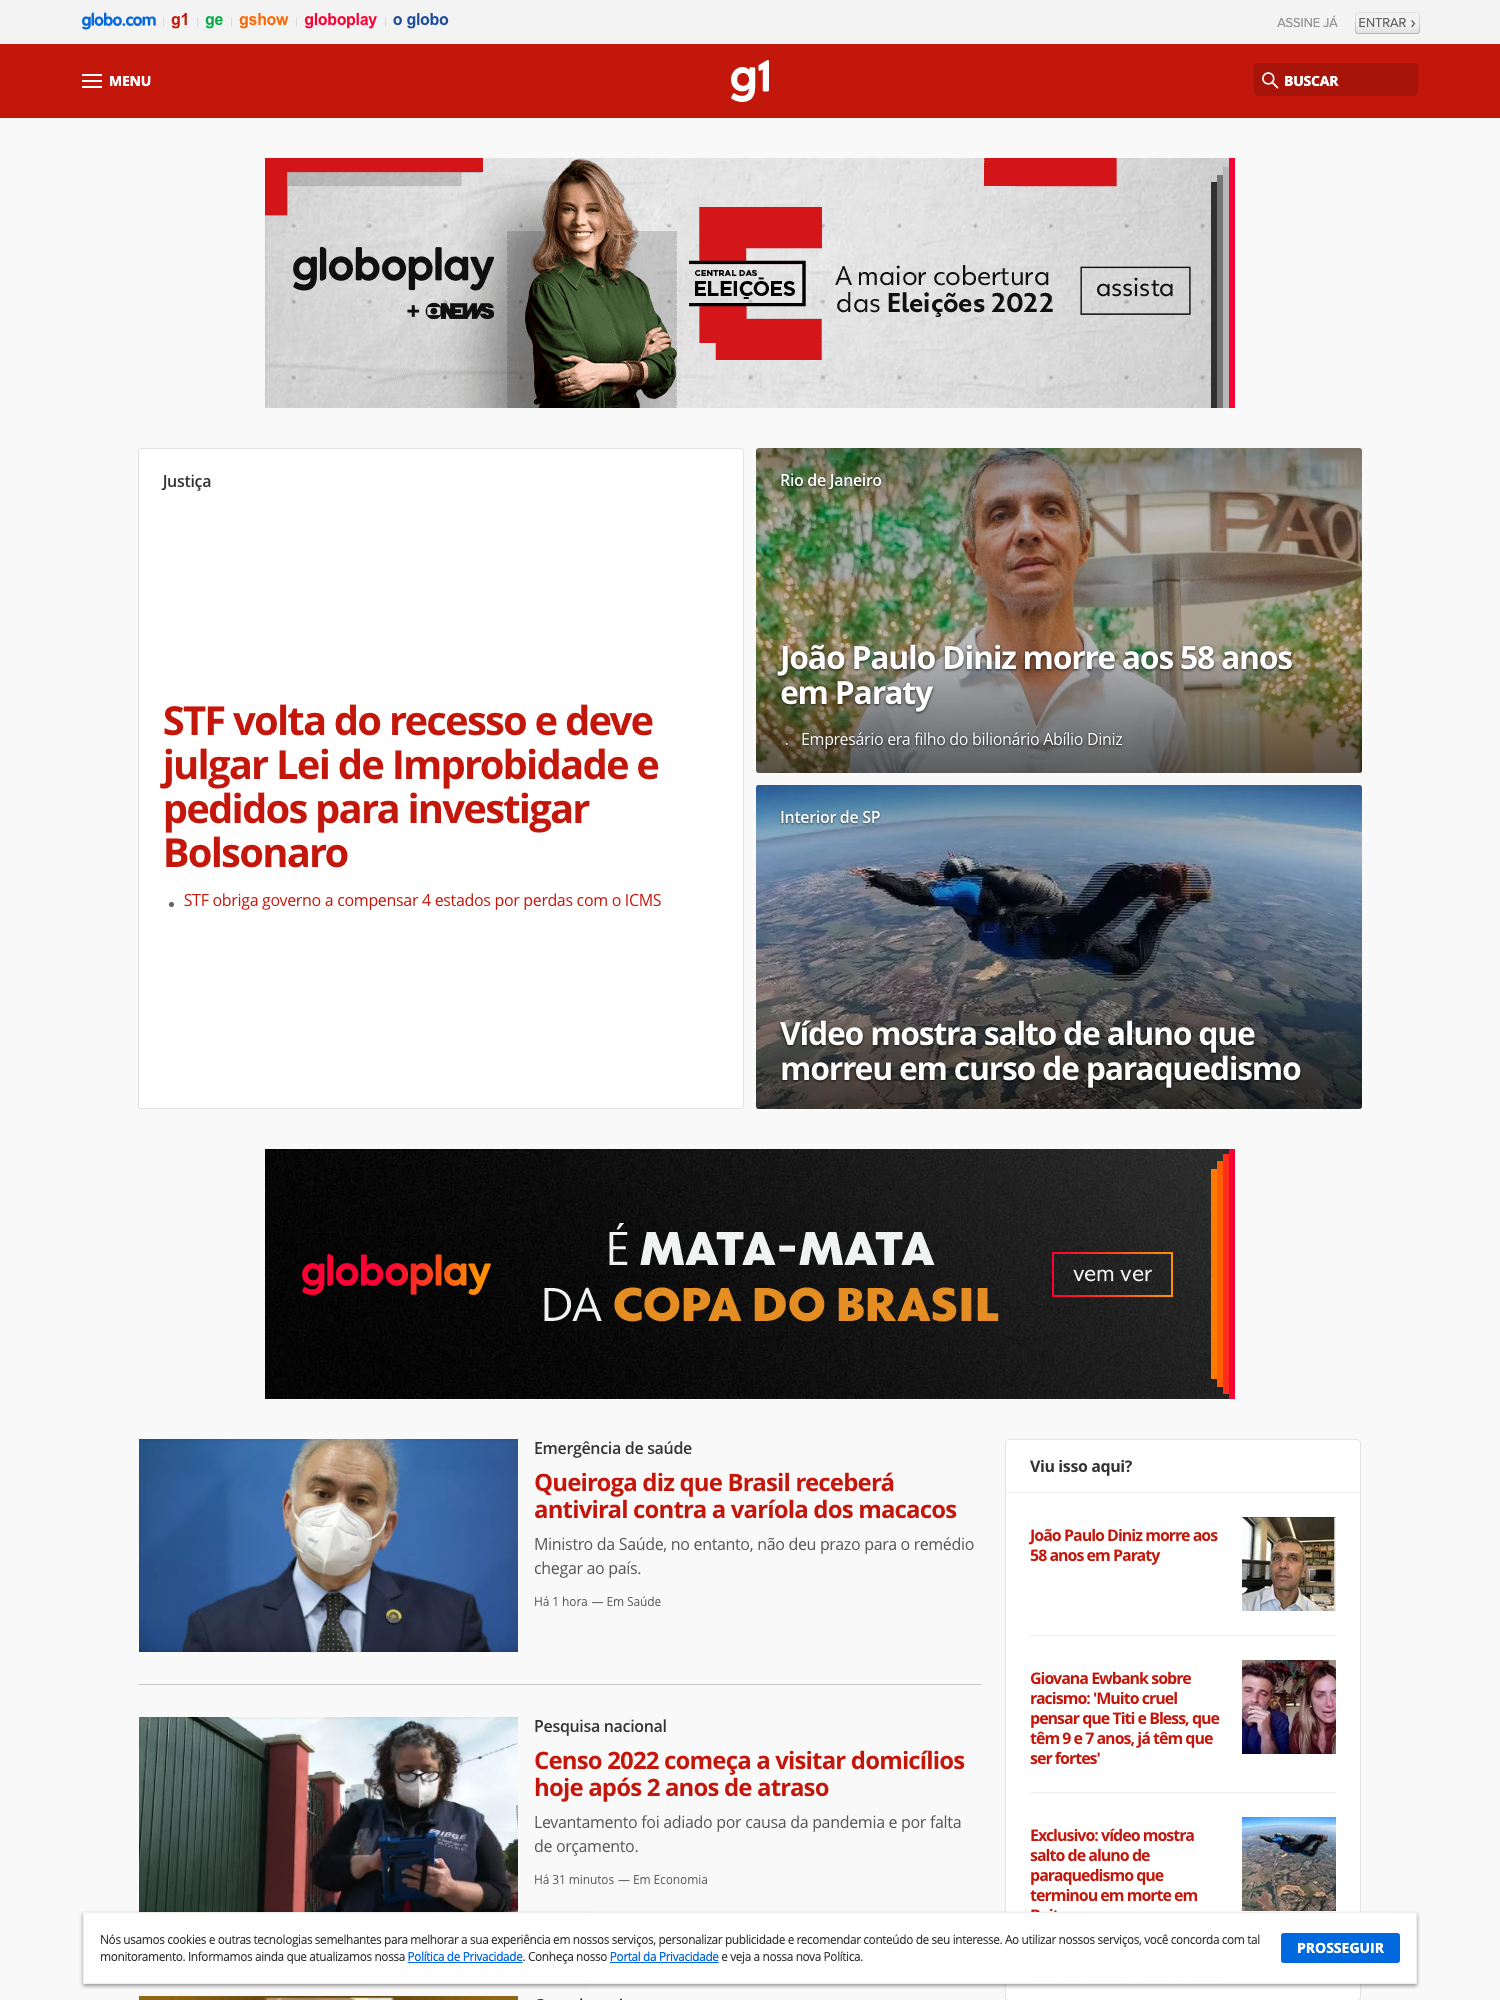 globo.com g1 ge gshow globoplay o globo
ASSINE JÁ ENTRAR ›
MENU
g1
BUSCAR
globoplay
+ GNEWS
CENTRAL DAS
ELEIÇÕES
A maior cobertura
das Eleições 2022
assista
Justiça
STF volta do recesso e deve
julgar Lei de Improbidade e
pedidos para investigar
Bolsonaro
STF obriga governo a compensar 4 estados por perdas com o ICMS
Rio de Janeiro
N PAO
João Paulo Diniz morre aos 58 anos
em Paraty
Empresário era filho do bilionário Abílio Diniz
Interior de SP
Vídeo mostra salto de aluno que
morreu em curso de paraquedismo
globoplay
É MATA-MATA
DA COPA DO BRASIL
vem ver
Emergência de saúde
Queiroga diz que Brasil receberá
antiviral contra a varíola dos macacos
Ministro da Saúde, no entanto, não deu prazo para o remédio
chegar ao país.
Há 1 hora — Em Saúde
Pesquisa nacional
Censo 2022 começa a visitar domicílios
hoje após 2 anos de atraso
Levantamento foi adiado por causa da pandemia e por falta
de orçamento.
Há 31 minutos — Em Economia
IBGE
Viu isso aqui?
João Paulo Diniz morre aos
58 anos em Paraty
Giovana Ewbank sobre
racismo: 'Muito cruel
pensar que Titi e Bless, que
têm 9 e 7 anos, já têm que
ser fortes'
Exclusivo: vídeo mostra
salto de aluno de
paraquedismo que
terminou em morte em
Nós usamos cookies e outras tecnologias semelhantes para melhorar a sua experiência em nossos serviços, personalizar publicidade e recomendar conteúdo de seu interesse. Ao utilizar nossos serviços, você concorda com tal
monitoramento. Informamos ainda que atualizamos nossa Política de Privacidade. Conheça nosso Portal da Privacidade e veja a nossa nova Política.
PROSSEGUIR